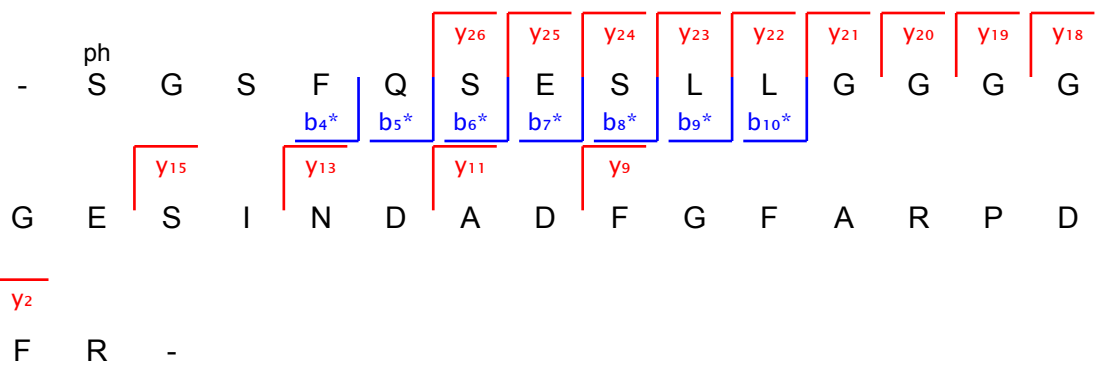 y26 y25 y24 y23 y22 y21 y20 y19 y18
ph
- S G S F Q S E S L L G G G G
b4* b5* b6* b7* b8* b9* b10*
y15 y13 y11 y9
G E S I N D A D F G F A R P D
y2
F R -